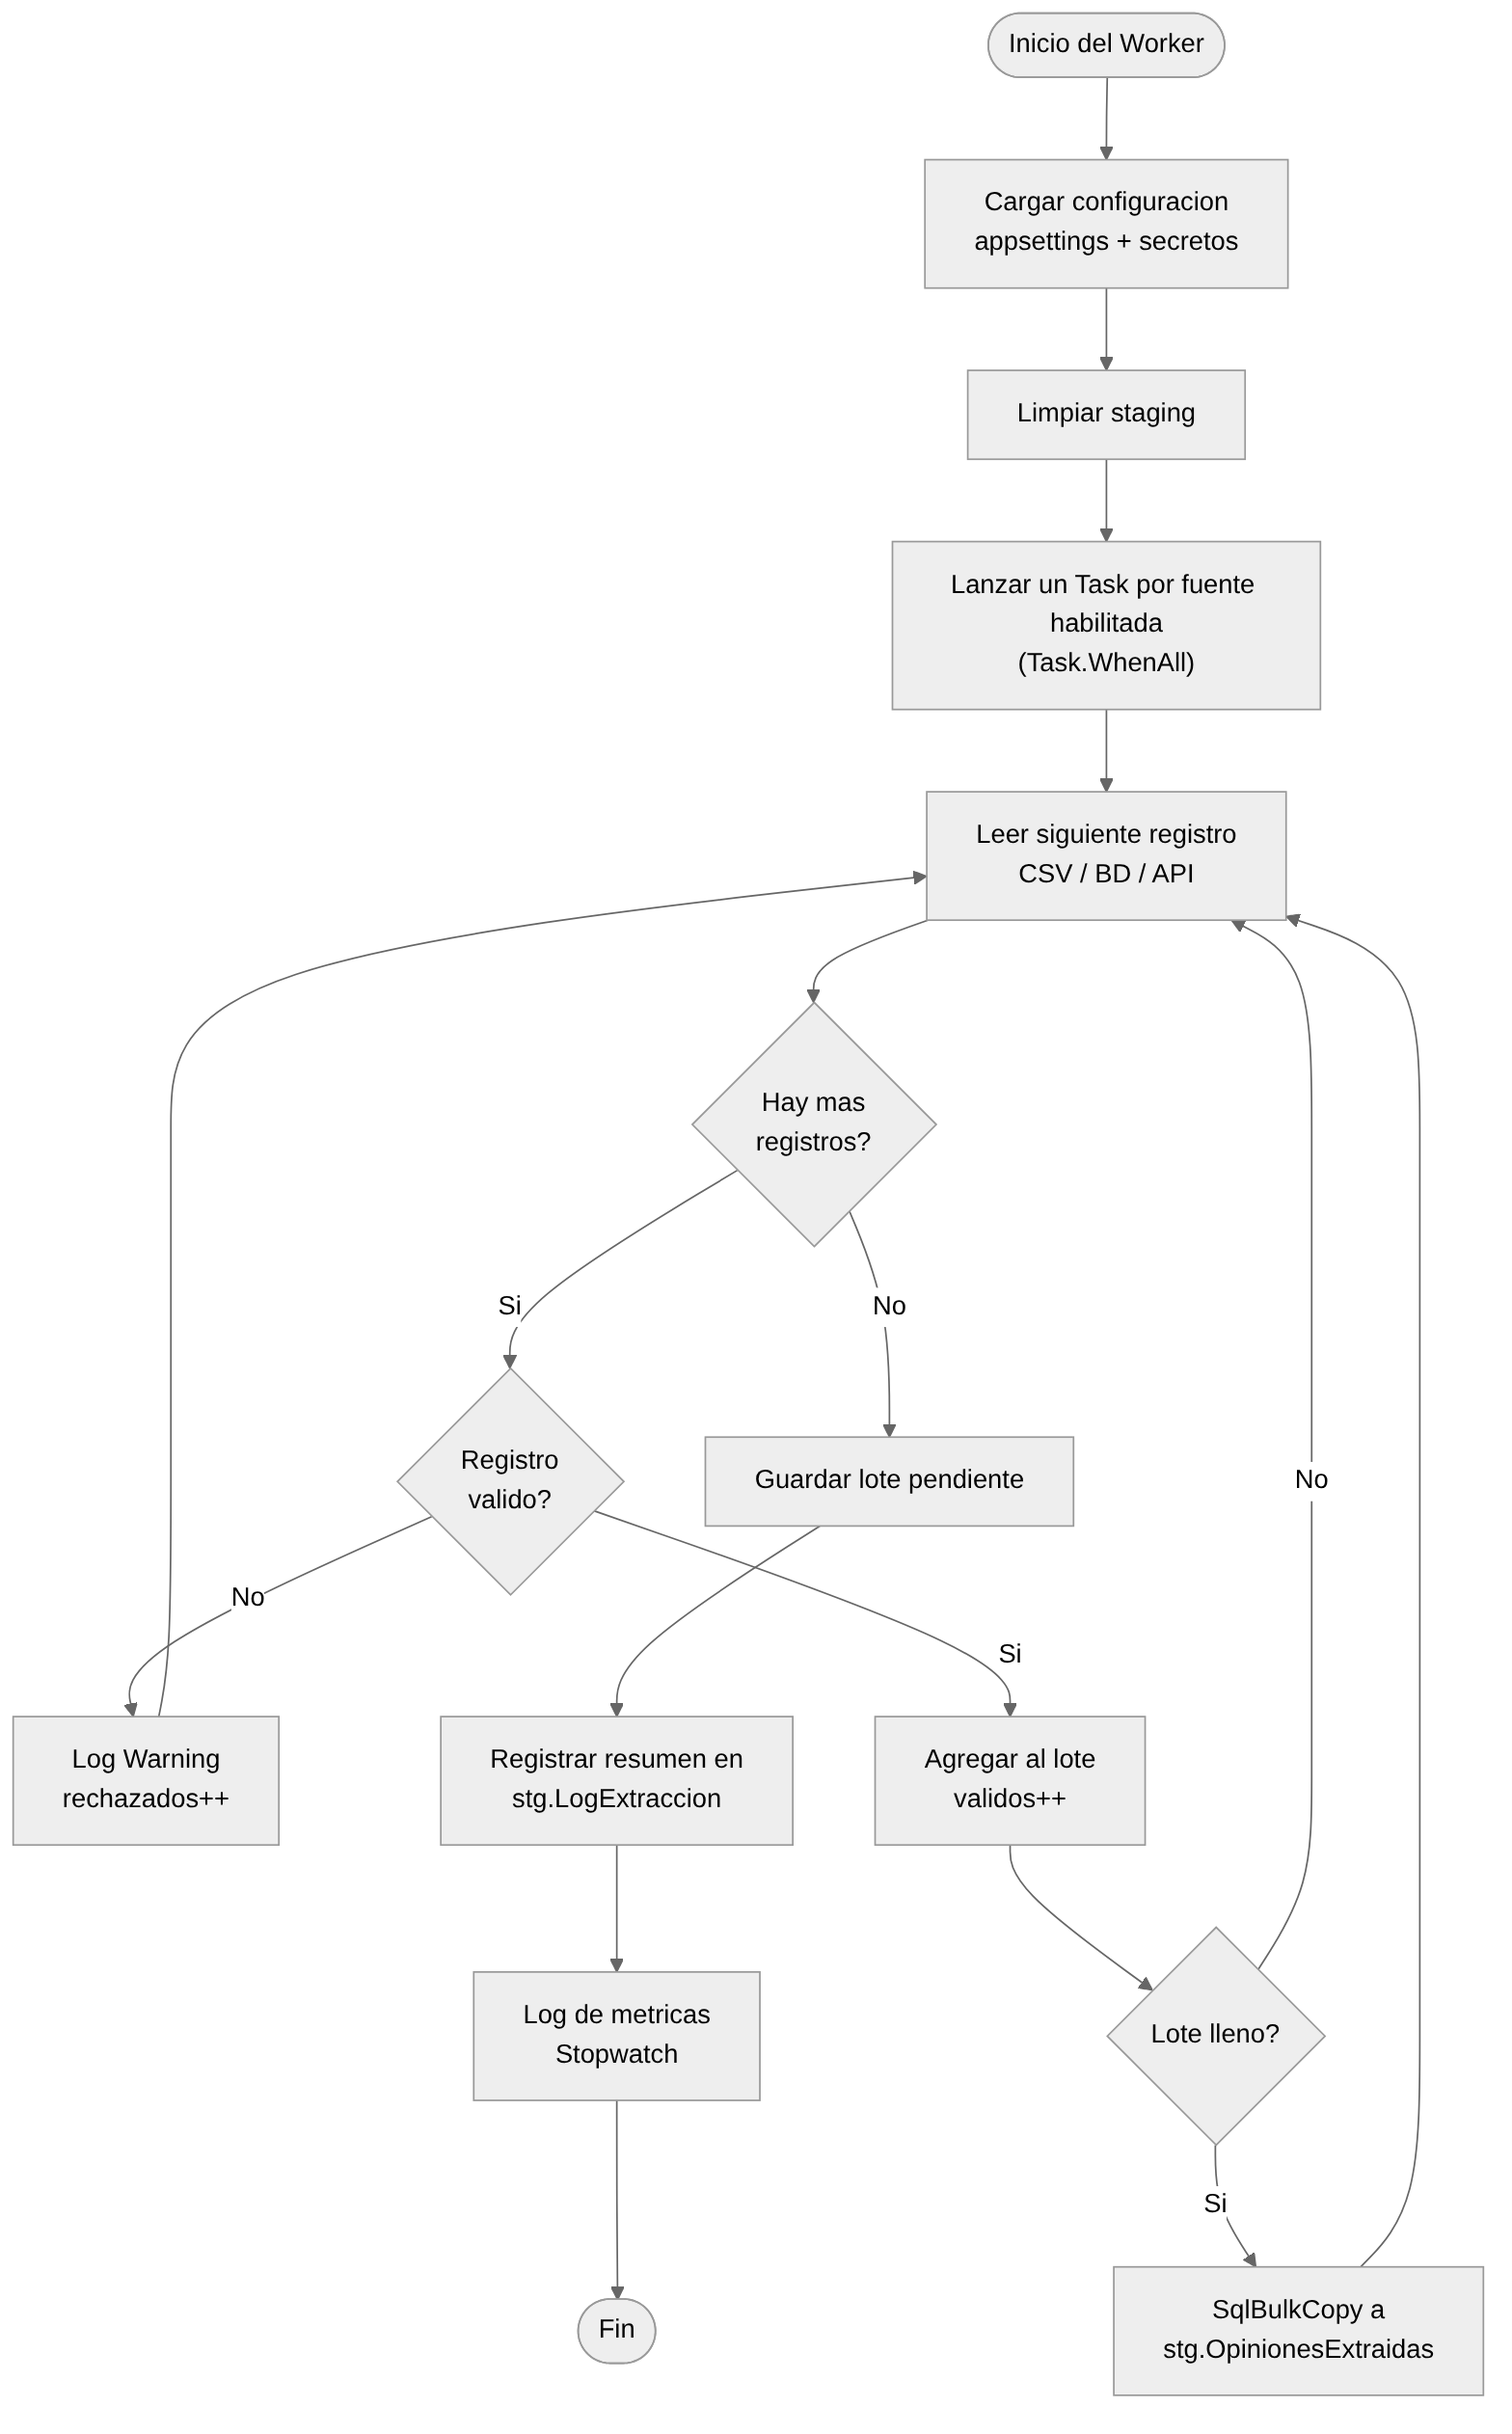 Inicio del Worker
Cargar configuracion
appsettings + secretos
Limpiar staging
Lanzar un Task por fuente
habilitada
(Task.WhenAll)
Leer siguiente registro
CSV / BD / API
Hay mas
registros?
Si
No
Registro
valido?
Guardar lote pendiente
No
No
Si
Log Warning
rechazados++
Registrar resumen en
stg.LogExtraccion
Agregar al lote
validos++
Log de metricas
Stopwatch
Lote lleno?
Si
Fin
SqlBulkCopy a
stg.OpinionesExtraidas